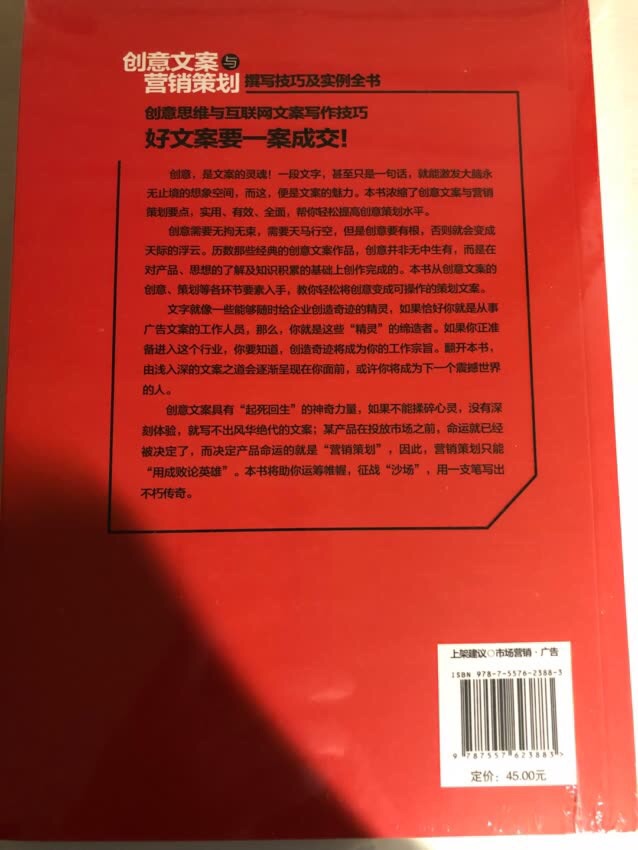 创意文案与
营销策划 撰写技巧及实例全书
创意思维与互联网文案写作技巧
好文案要一案成交！
创意，是文案的灵魂！一段文字，甚至只是一句话，就能激发大脑永
无止境的想象空间，而这，便是文案的魅力。本书浓缩了创意文案与营销
策划要点，实用、有效、全面，帮你轻松提高创意策划水平。
创意需要无拘无束，需要天马行空，但是创意要有根，否则就会变成
天际的浮云。历数那些经典的创意文案作品，创意并非无中生有，而是在
对产品、思想的了解及知识积累的基础上创作完成的。本书从创意文案的
创意、策划等各环节要素入手，教你轻松将创意变成可操作的策划文案。
文字就像一些能够随时给企业创造奇迹的精灵，如果恰好你就是从事
广告文案的工作人员，那么，你就是这些“精灵”的缔造者。如果你正准
备进入这个行业，你要知道，创造奇迹将成为你的工作宗旨。翻开本书，
由浅入深的文案之道会逐渐呈现在你面前，或许你将成为下一个震撼世界
的人。
创意文案具有“起死回生”的神奇力量，如果不能揉碎心灵，没有深
刻体验，就写不出风华绝代的文案；某产品在投放市场之前，命运就已经
被决定了，而决定产品命运的就是“营销策划”，因此，营销策划只能
“用成败论英雄”。本书将助你运筹帷幄，征战“沙场”，用一支笔写出
不朽传奇。
上架建议○市场营销·广告
ISBN 978-7-5576-2388-3
9 787557 623883>
定价：45.00元